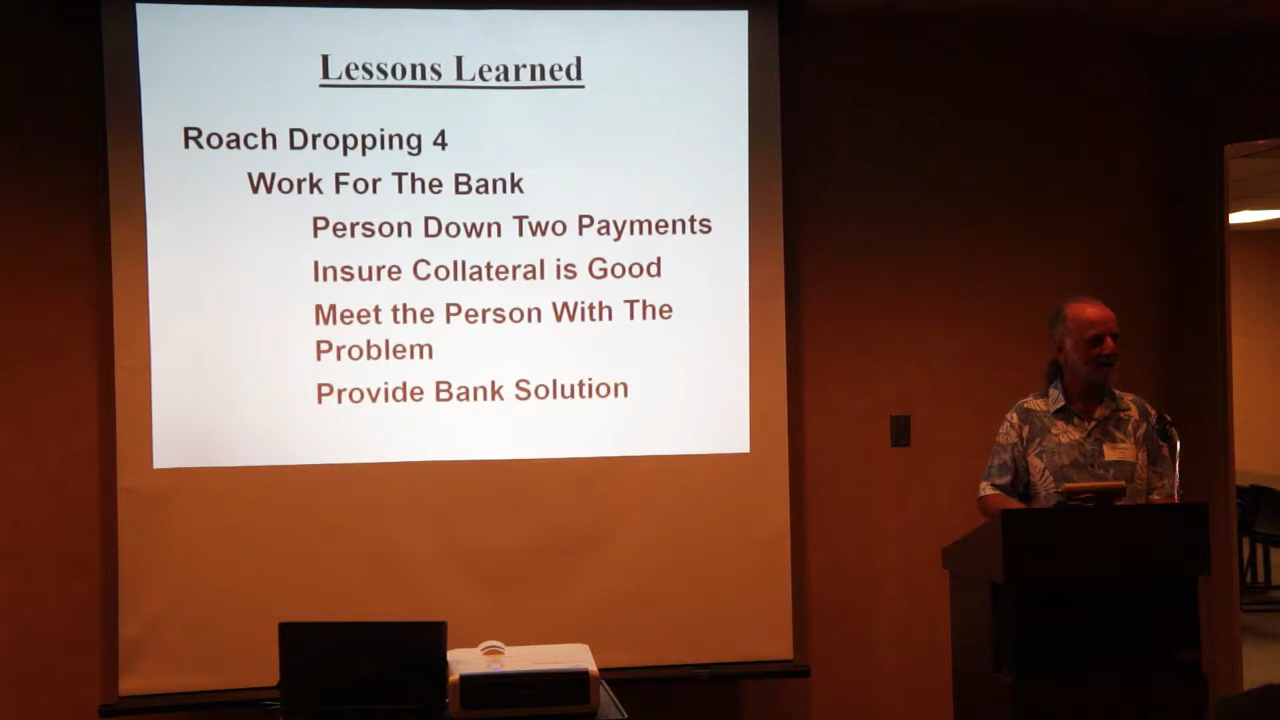 Lessons Learned
Roach Dropping 4
Work For The Bank
Person Down Two Payments
Insure Collateral is Good
Meet the Person With The
Problem
Provide Bank Solution